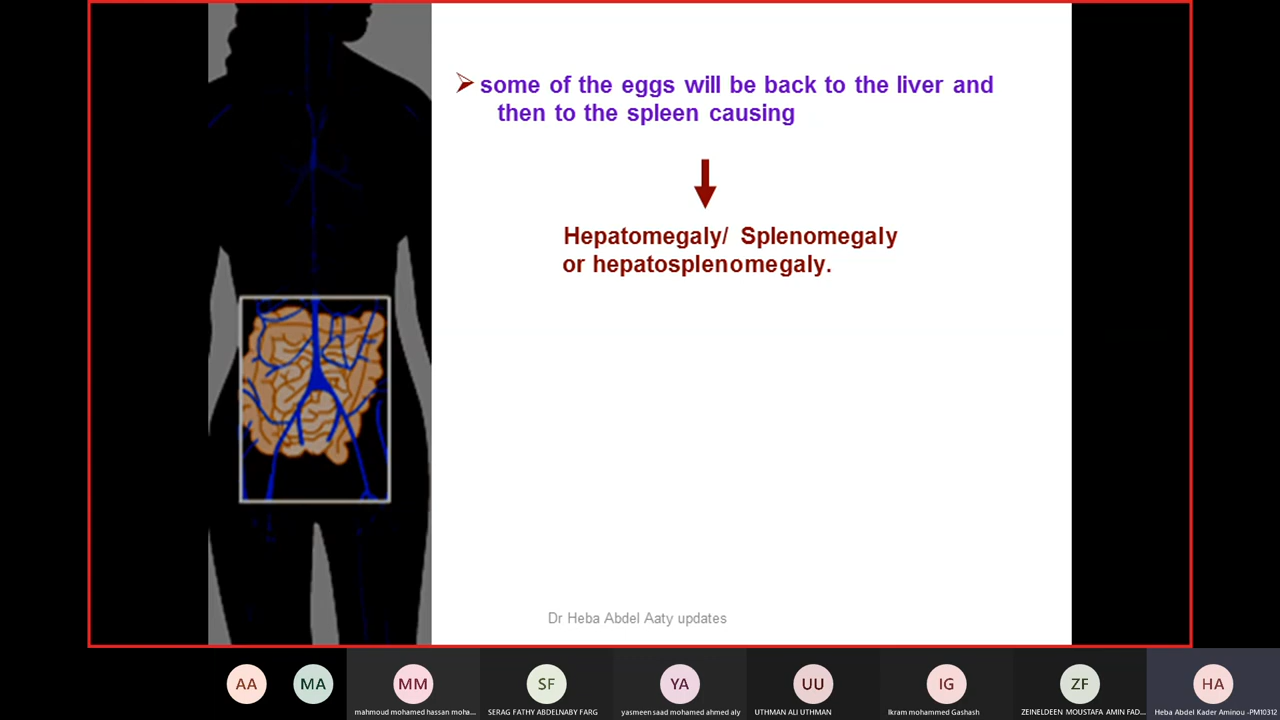 some of the eggs will be back to the liver and
then to the spleen causing
Hepatomegaly/ Splenomegaly
or hepatosplenomegaly.
Dr Heba Abdel Aaty updates
AA
MA
MM
SF
YA
UU
IG
ZF
HA
mahmoud mohamed hassan moha...
SERAG FATHY ABDELNABY FARG
yasmeen saad mohamed ahmed aly
UTHMAN ALI UTHMAN
Ikram mohammed Gashash
ZEINELDEEN MOUSTAFA AMIN FAD...
Heba Abdel Kader Aminou -PM10312